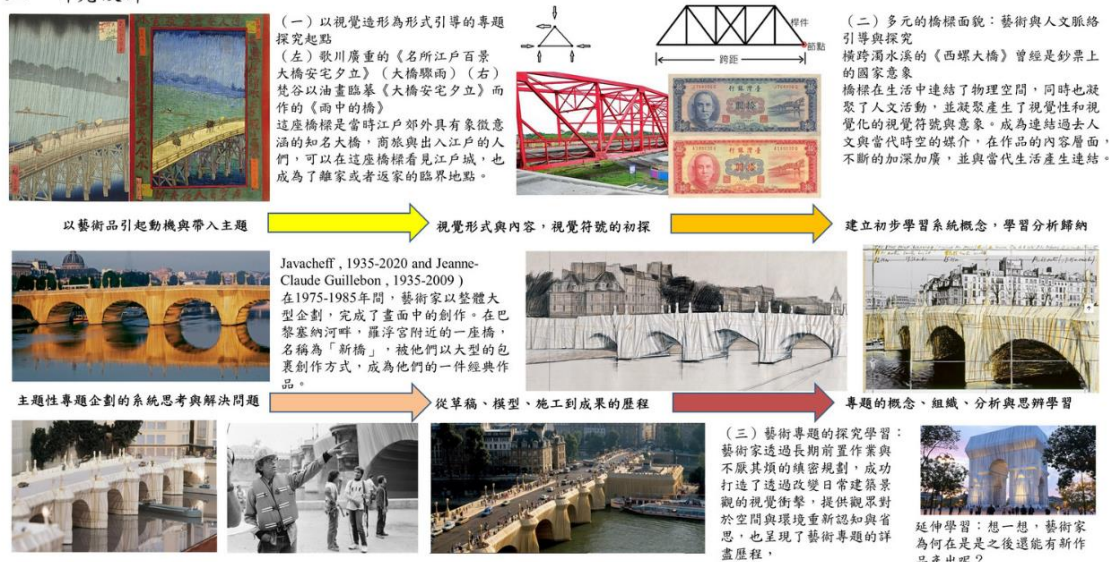 (一)以視覺造形為形式引導的專題
探究起點
(左)歌川廣重的《名所江戶百景
大橋安宅夕立》(大橋驟雨)(右)
梵谷以油畫臨摹《大橋安宅夕立》而
作的《雨中的橋》
這座橋樑是當時江戶郊外具有象徵意
涵的知名大橋,商旅與出入江戶的人
們,可以在這座橋樑看見江戶城,也
成為了離家或者返家的臨界地點。
桿件
節點
跨距
臺灣銀行
臺灣銀行
(二)多元的橋樑面貌:藝術與人文脈絡
引導與探究
橫跨濁水溪的《西螺大橋》曾經是鈔票上
的國家意象
橋樑在生活中連結了物理空間,同時也凝
聚了人文活動,並凝聚產生了視覺性和視
覺化的視覺符號與意象。成為連結過去人
文與當代時空的媒介,在作品的內容層面,
不斷的加深加廣,並與當代生活產生連結。
以藝術品引起動機與帶入主題
視覺形式與內容,視覺符號的初探
建立初步學習系統概念,學習分析歸納
Javacheff , 1935-2020 and Jeanne-
Claude Guillebon , 1935-2009 )
在1975-1985年間,藝術家以整體大
型企劃,完成了畫面中的創作。在巴
黎塞納河畔,羅浮宮附近的一座橋,
名稱為「新橋」,被他們以大型的包
裹創作方式,成為他們的一件經典作
品。
主題性專題企劃的系統思考與解決問題
從草稿、模型、施工到成果的歷程
專題的概念、組織、分析與思辨學習
(三)藝術專題的探究學習:
藝術家透過長期前置作業與
不厭其煩的縝密規劃,成功
打造了透過改變日常建築景
觀的視覺衝擊,提供觀眾對
於空間與環境重新認知與省
思,也呈現了藝術專題的詳
盡歷程,
延伸學習:想一想,藝術家
為何在是是之後還能有新作
品產出呢?